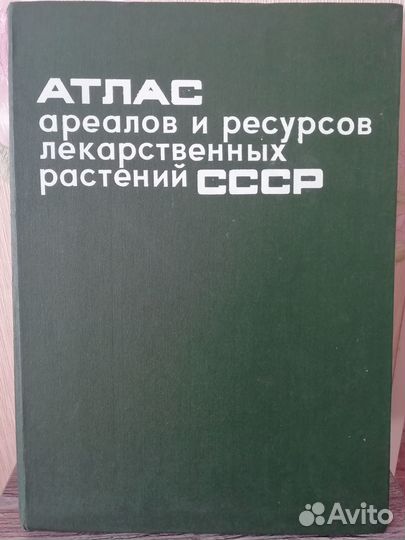 АТЛАС
ареалов и ресурсов
лекарственных
растений СССР
Avito